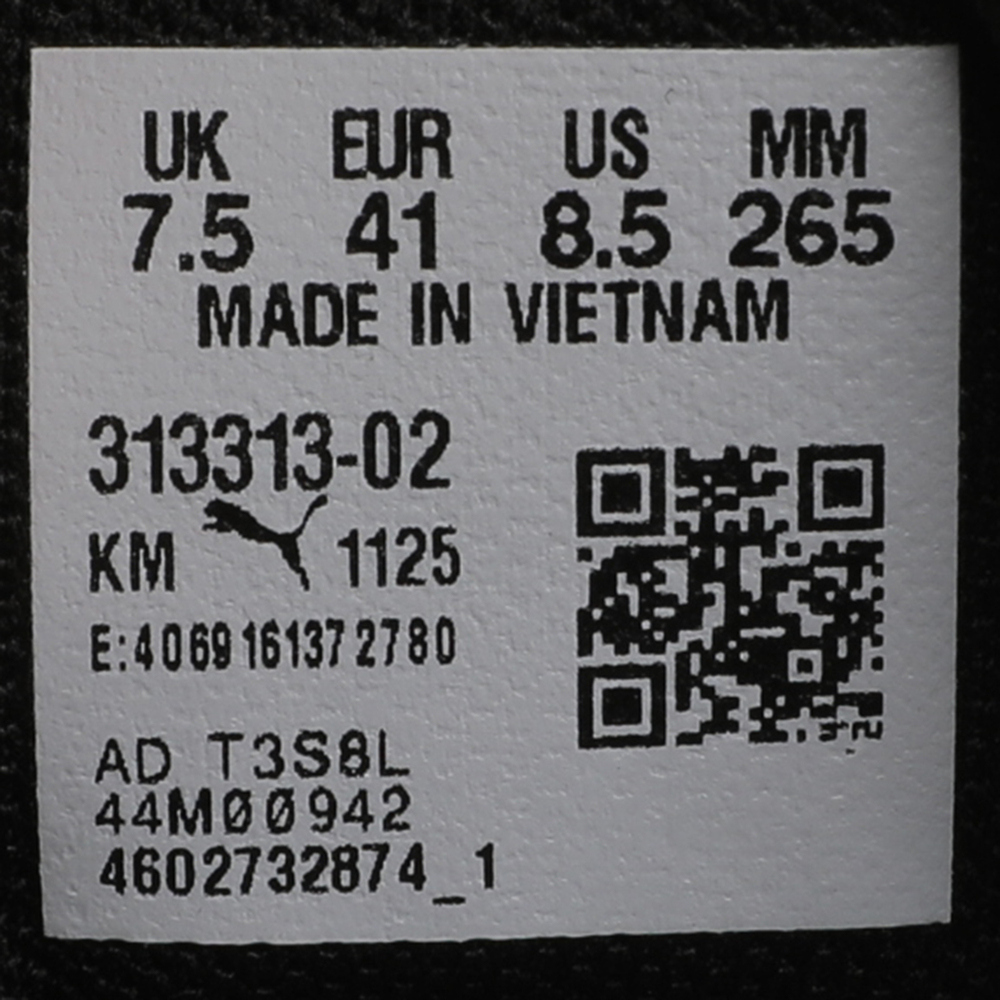 UK EUR US MM
7.5 41 8.5 265
MADE IN VIETNAM
313313-02
KM 1125
E:4069161372780
AD T3S8L
44M00942
4602732874_1